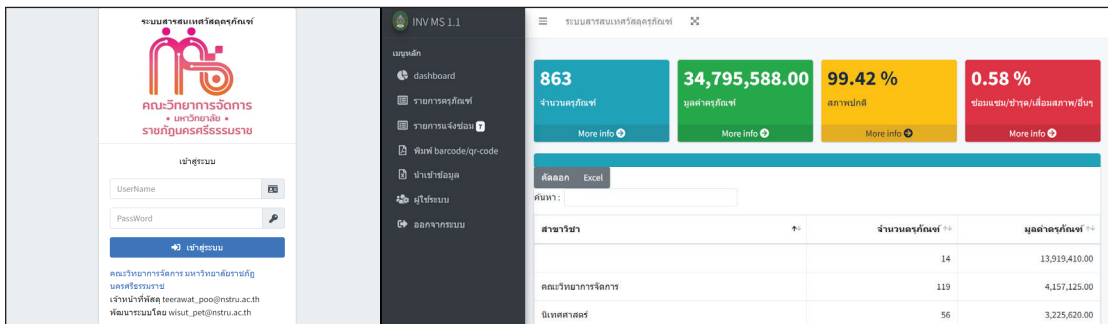 ระบบสารสนเทศวัสดุครุภัณฑ์
คณะวิทยาการจัดการ
• มหาวิทยาลัย •
ราชภัฏนครศรีธรรมราช
เข้าสู่ระบบ
UserName
PassWord
เข้าสู่ระบบ
คณะวิทยาการจัดการ มหาวิทยาลัยราชภัฏ
นครศรีธรรมราช
เจ้าหน้าที่พัสดุ teerawat_poo@nstru.ac.th
พัฒนาระบบโดย wisut_pet@nstru.ac.th
INV MS 1.1
เมนูหลัก
dashboard
รายการครุภัณฑ์
รายการแจ้งซ่อม 7
พิมพ์ barcode/qr-code
นำเข้าข้อมูล
ผู้ใช้ระบบ
ออกจากระบบ
ระบบสารสนเทศวัสดุครุภัณฑ์
863
จำนวนครุภัณฑ์
More info
34,795,588.00
มูลค่าครุภัณฑ์
More info
99.42 %
สภาพปกติ
More info
0.58 %
ซ่อมแซม/ชำรุด/เสื่อมสภาพ/อื่นๆ
More info
คัดลอก Excel
ค้นหา :
สาขาวิชา จำนวนครุภัณฑ์ มูลค่าครุภัณฑ์
14 13,919,410.00
คณะวิทยาการจัดการ 119 4,157,125.00
นิเทศศาสตร์ 56 3,225,620.00